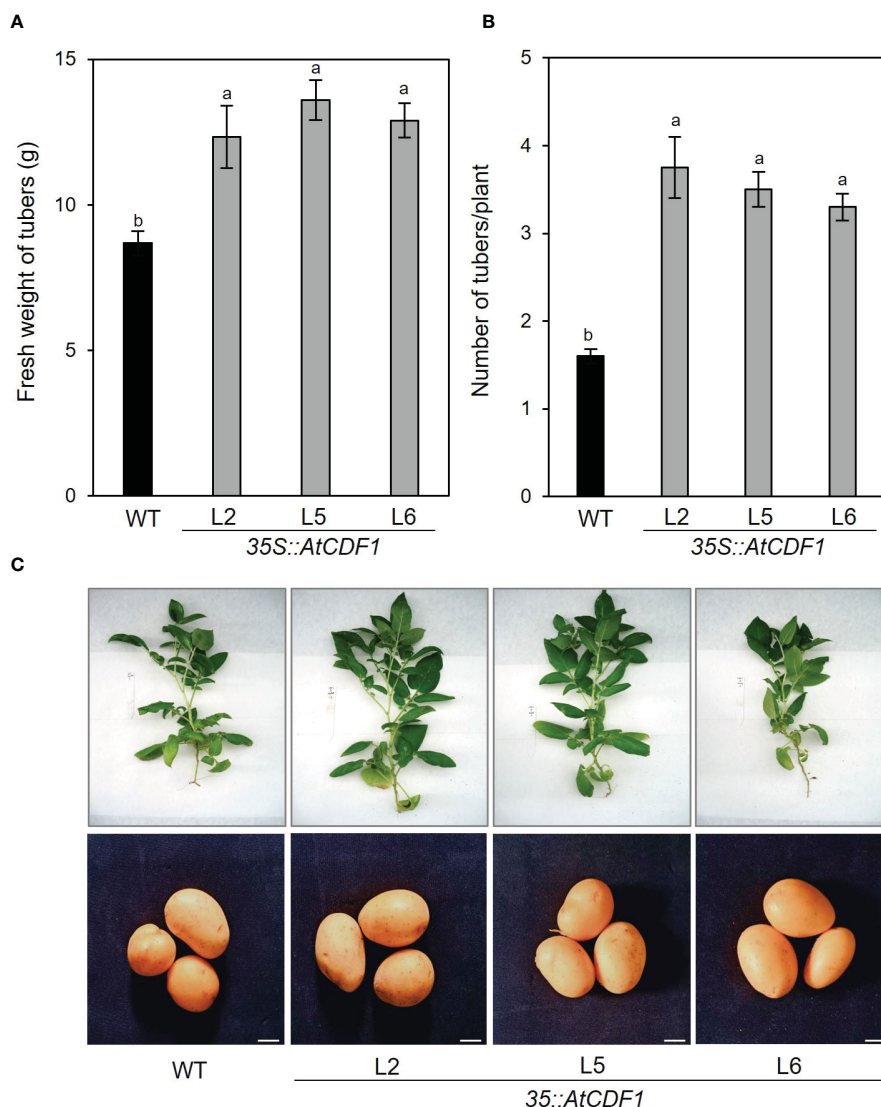 A
Fresh weight of tubers (g)
15
10
5
0
b
a
a
a
WT
L2
L5
L6
35S::AtCDF1
B
Number of tubers/plant
5
4
3
2
1
0
b
a
a
a
WT
L2
L5
L6
35S::AtCDF1
C
WT
L2
L5
L6
35::AtCDF1